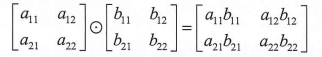 [a₁₁ a₁₂] ⊙ [b₁₁ b₁₂] = [a₁₁b₁₁ a₁₂b₁₂]
[a₂₁ a₂₂] [b₂₁ b₂₂] [a₂₁b₂₁ a₂₂b₂₂]